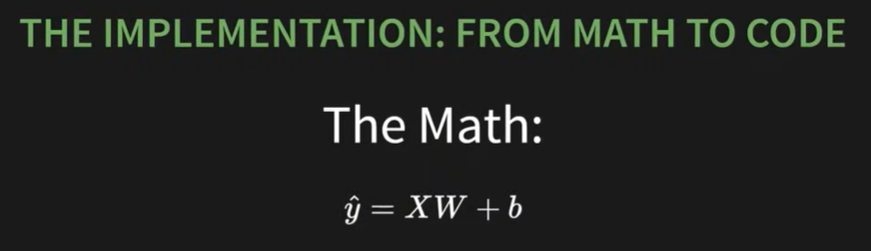 THE IMPLEMENTATION: FROM MATH TO CODE
The Math:
ŷ = XW + b